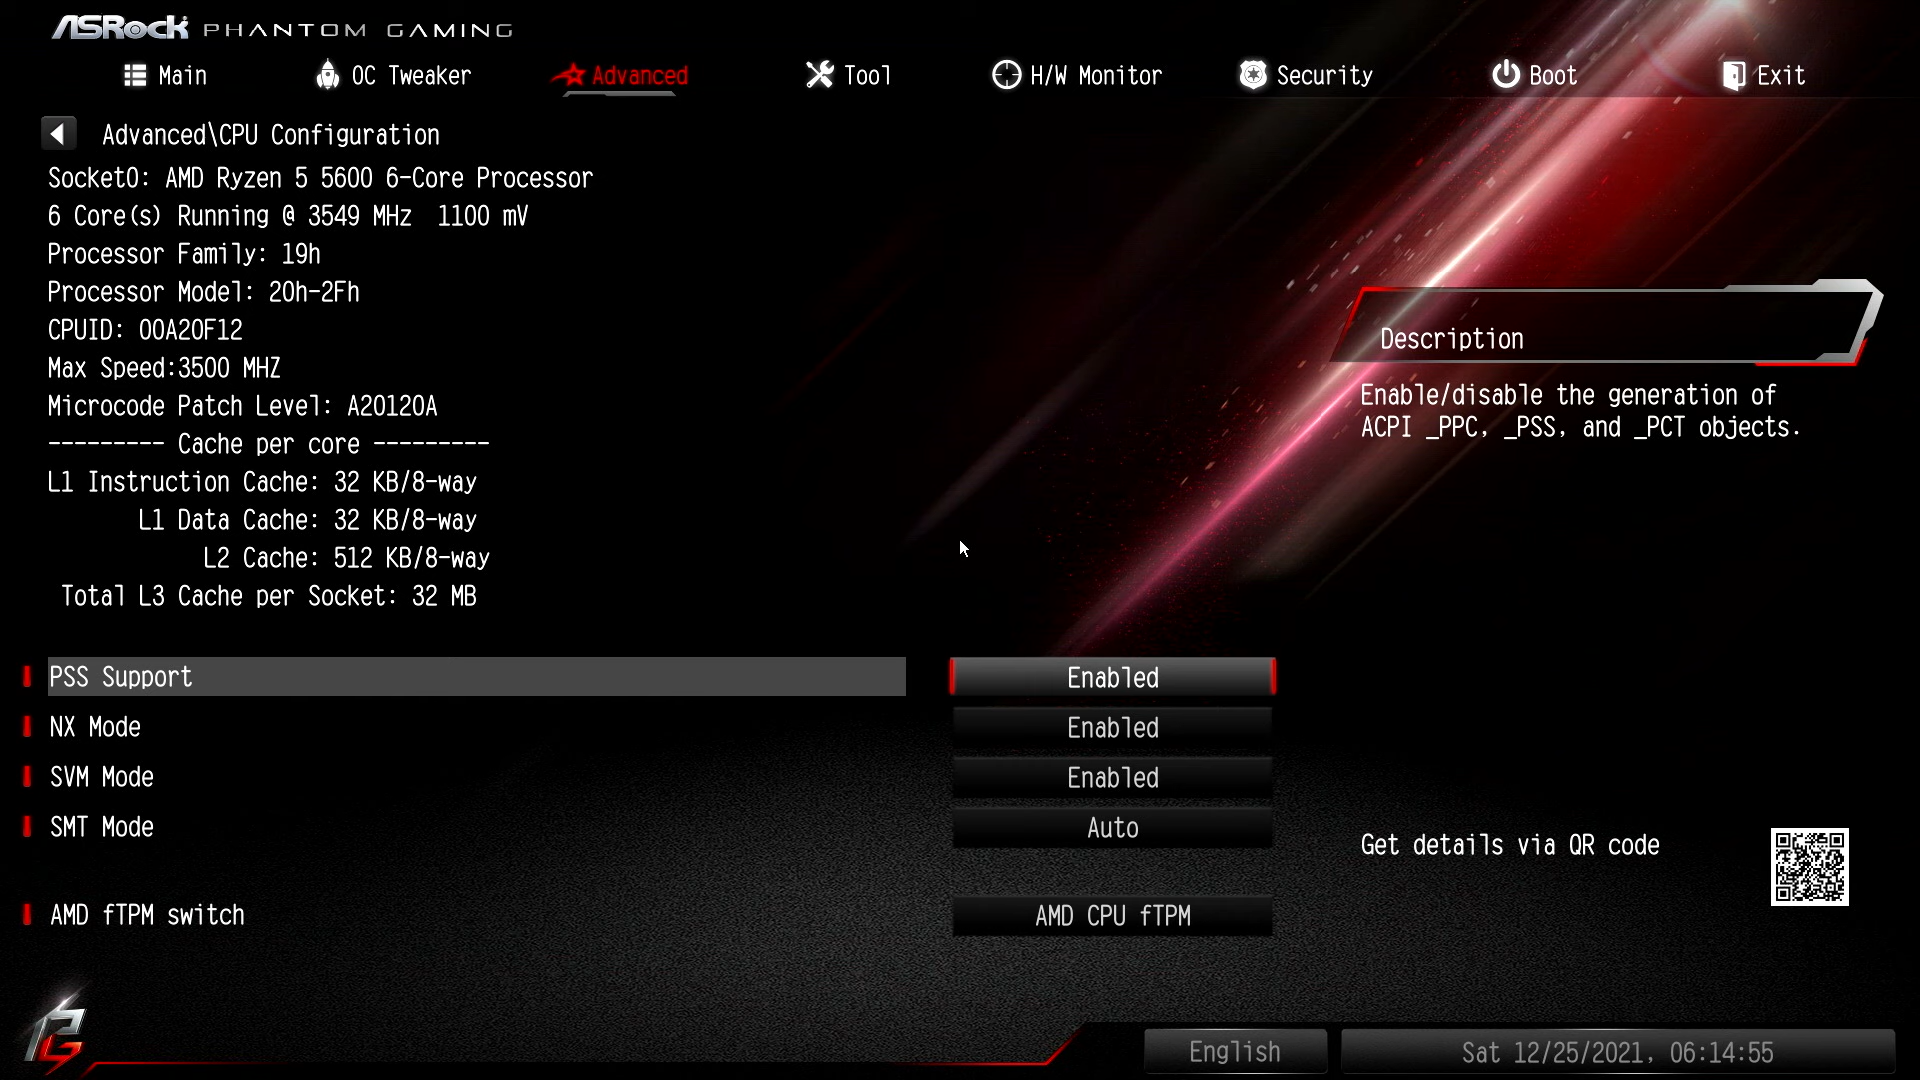 ASRock PHANTOM GAMING
Main OC Tweaker Advanced Tool H/W Monitor Security Boot Exit
Advanced\CPU Configuration
Socket0: AMD Ryzen 5 5600 6-Core Processor
6 Core(s) Running @ 3549 MHz  1100 mV
Processor Family: 19h
Processor Model: 20h-2Fh
CPUID: 00A20F12
Max Speed:3500 MHZ
Microcode Patch Level: A20120A
--------- Cache per core ---------
L1 Instruction Cache: 32 KB/8-way
L1 Data Cache: 32 KB/8-way
L2 Cache: 512 KB/8-way
Total L3 Cache per Socket: 32 MB
PSS Support Enabled
NX Mode Enabled
SVM Mode Enabled
SMT Mode Auto
AMD fTPM switch AMD CPU fTPM
Description
Enable/disable the generation of
ACPI _PPC, _PSS, and _PCT objects.
Get details via QR code
English Sat 12/25/2021, 06:14:55